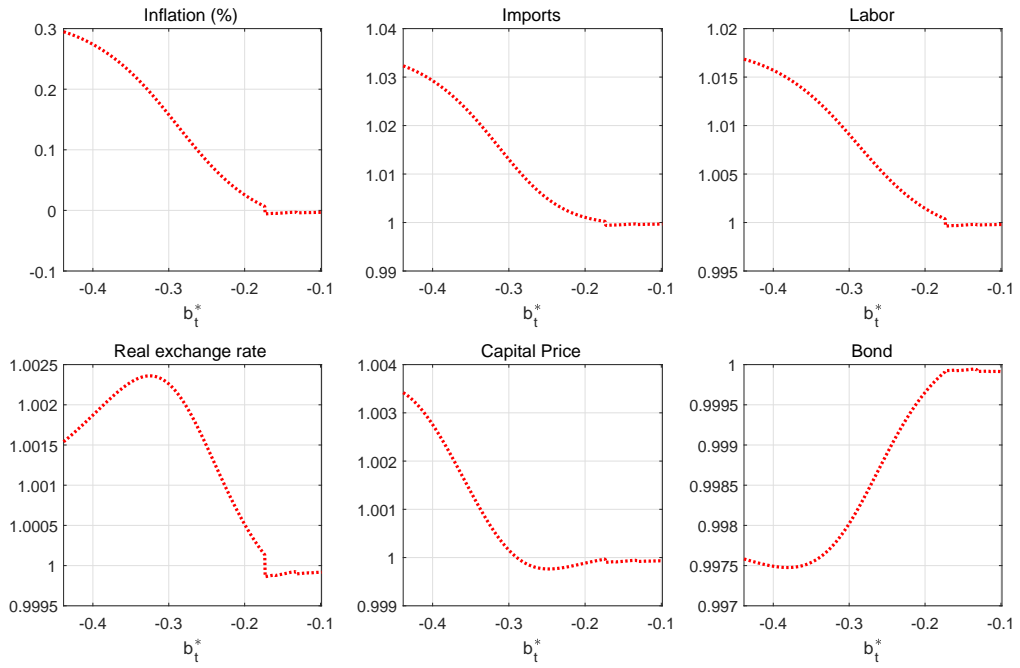 Inflation (%)
0.3
0.2
0.1
0
-0.1
-0.4 -0.3 -0.2 -0.1
b_t^*
Imports
1.04
1.03
1.02
1.01
1
0.99
-0.4 -0.3 -0.2 -0.1
b_t^*
Labor
1.02
1.015
1.01
1.005
1
0.995
-0.4 -0.3 -0.2 -0.1
b_t^*
Real exchange rate
1.0025
1.002
1.0015
1.001
1.0005
1
0.9995
-0.4 -0.3 -0.2 -0.1
b_t^*
Capital Price
1.004
1.003
1.002
1.001
1
0.999
-0.4 -0.3 -0.2 -0.1
b_t^*
Bond
1
0.9995
0.999
0.9985
0.998
0.9975
0.997
-0.4 -0.3 -0.2 -0.1
b_t^*